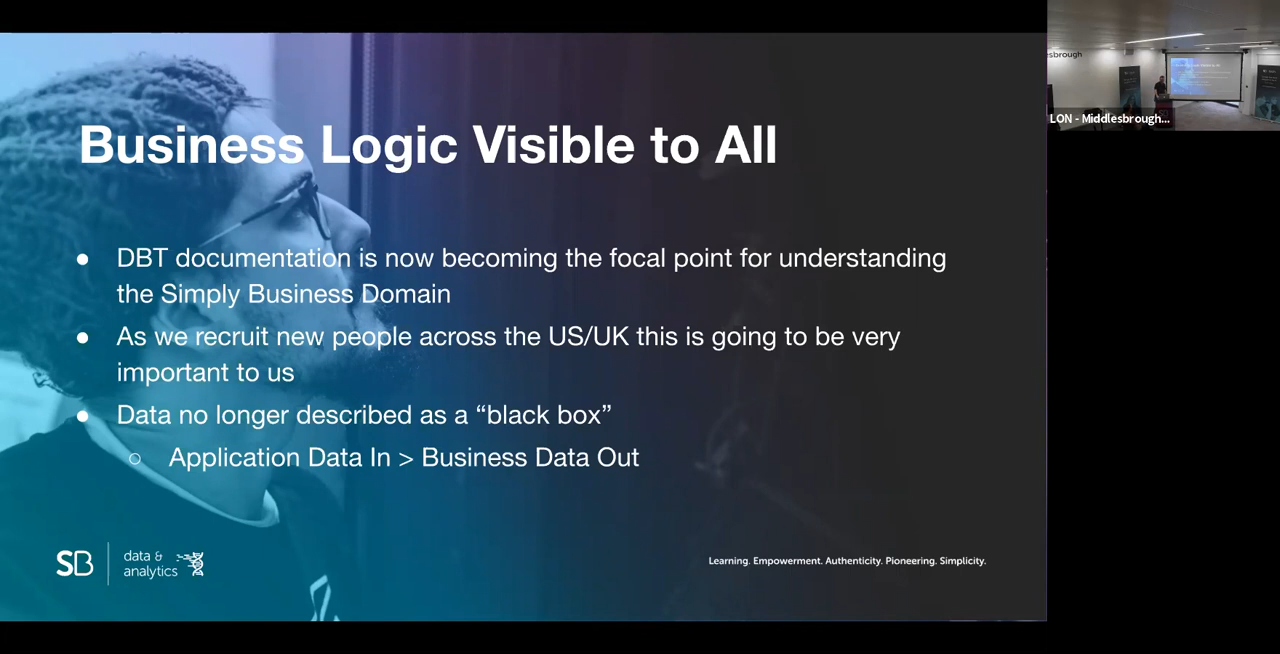 Business Logic Visible to All
● DBT documentation is now becoming the focal point for understanding
the Simply Business Domain
● As we recruit new people across the US/UK this is going to be very
important to us
● Data no longer described as a “black box”
○ Application Data In > Business Data Out
SB
data &
analytics
Learning. Empowerment. Authenticity. Pioneering. Simplicity.
sbrough
LON - Middlesbrough...